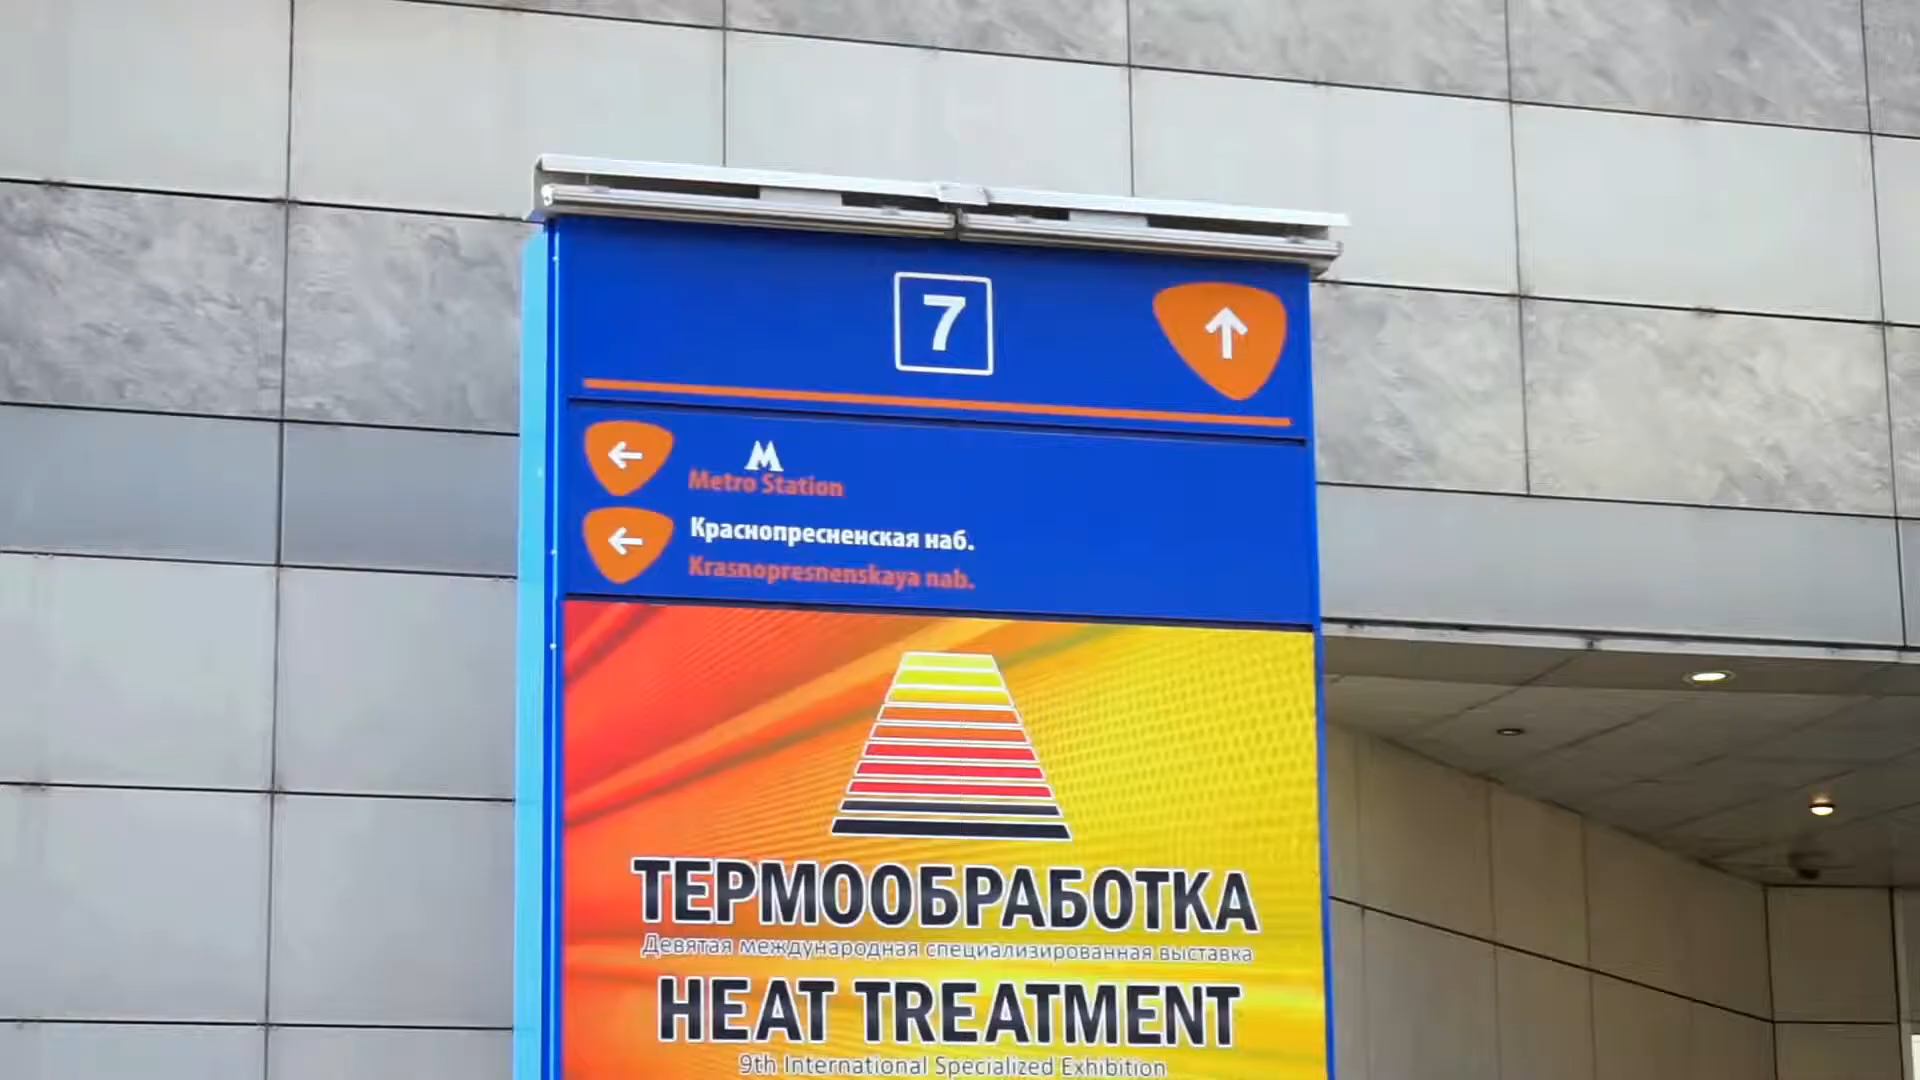 7
М
Metro Station
Краснопресненская наб.
Krasnopresnenskaya nab.
ТЕРМООБРАБОТКА
Девятая международная специализированная выставка
HEAT TREATMENT
9th International Specialized Exhibition